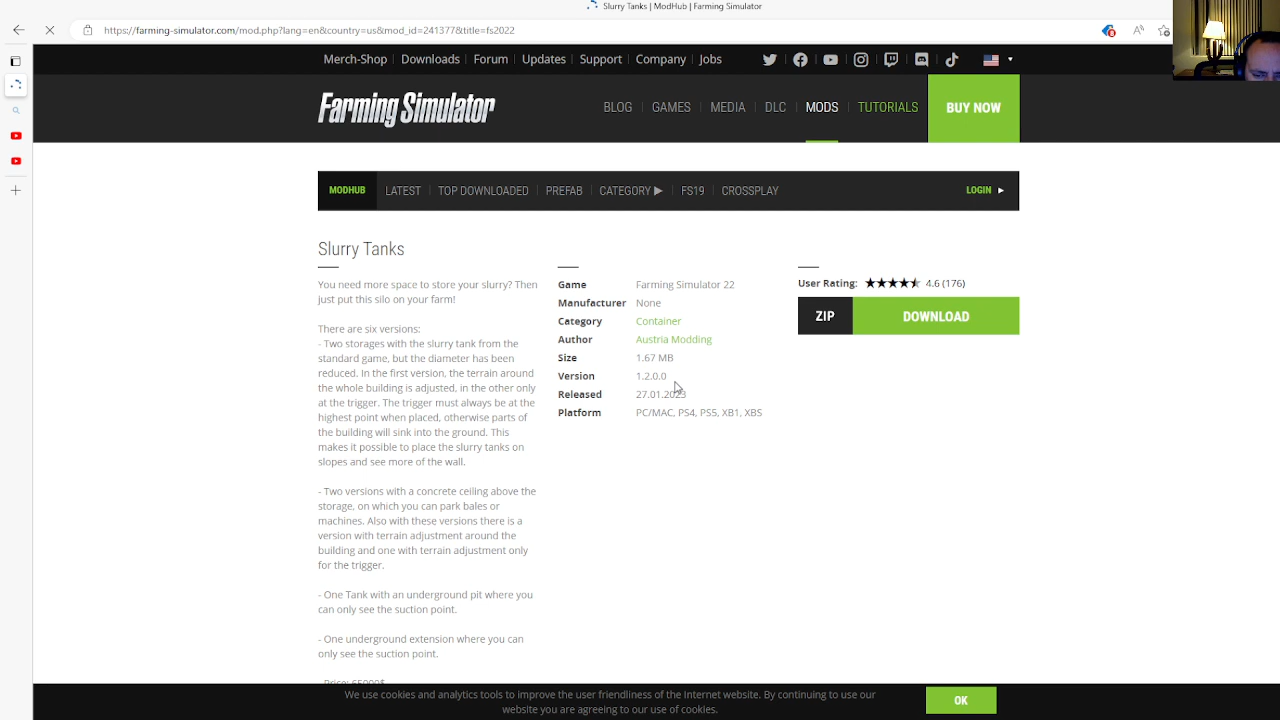 Slurry Tanks | ModHub | Farming Simulator
https://farming-simulator.com/mod.php?lang=en&country=us&mod_id=241377&title=fs2022
Merch-Shop Downloads Forum Updates Support Company Jobs
Farming Simulator
BLOG GAMES MEDIA DLC MODS TUTORIALS BUY NOW
MODHUB LATEST TOP DOWNLOADED PREFAB CATEGORY ▶ FS19 CROSSPLAY LOGIN ▶
Slurry Tanks
You need more space to store your slurry? Then
just put this silo on your farm!
There are six versions:
- Two storages with the slurry tank from the
standard game, but the diameter has been
reduced. In the first version, the terrain around
the whole building is adjusted, in the other only
at the trigger. The trigger must always be at the
highest point when placed, otherwise parts of
the building will sink into the ground. This
makes it possible to place the slurry tanks on
slopes and see more of the wall.
- Two versions with a concrete ceiling above the
storage, on which you can park bales or
machines. Also with these versions there is a
version with terrain adjustment around the
building and one with terrain adjustment only
for the trigger.
- One Tank with an underground pit where you
can only see the suction point.
- One underground extension where you can
only see the suction point.
- Price: 65000$
Game Farming Simulator 22
Manufacturer None
Category Container
Author Austria Modding
Size 1.67 MB
Version 1.2.0.0
Released 27.01.2023
Platform PC/MAC, PS4, PS5, XB1, XBS
User Rating: 4.6 (176)
ZIP DOWNLOAD
We use cookies and analytics tools to improve the user friendliness of the Internet website. By continuing to use our
website you are agreeing to our use of cookies.
OK